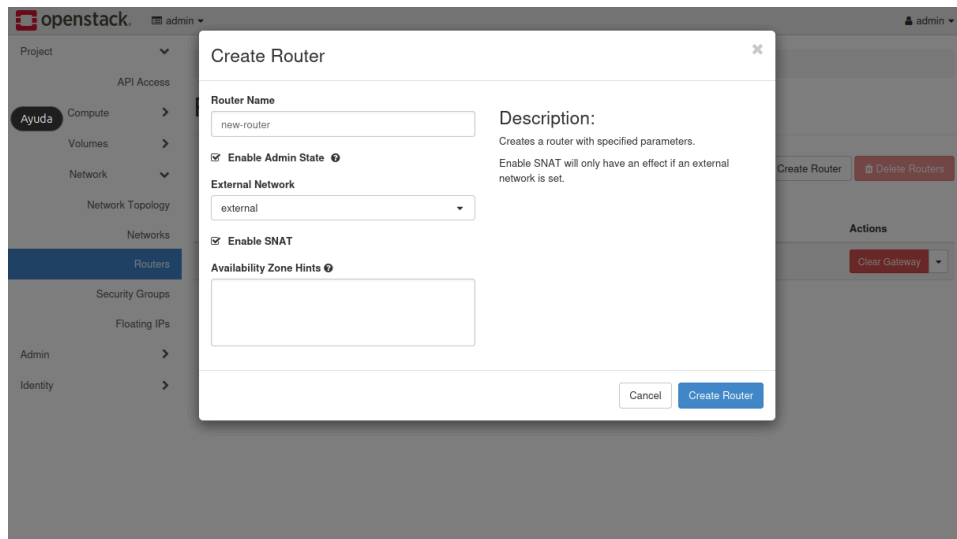 openstack. admin admin
Project
API Access
Ayuda
Compute
Volumes
Network
Network Topology
Networks
Routers
Security Groups
Floating IPs
Admin
Identity
Create Router
Router Name
new-router
Enable Admin State
External Network
external
Enable SNAT
Availability Zone Hints
Description:
Creates a router with specified parameters.
Enable SNAT will only have an effect if an external
network is set.
Cancel Create Router
Create Router Delete Routers
Actions
Clear Gateway